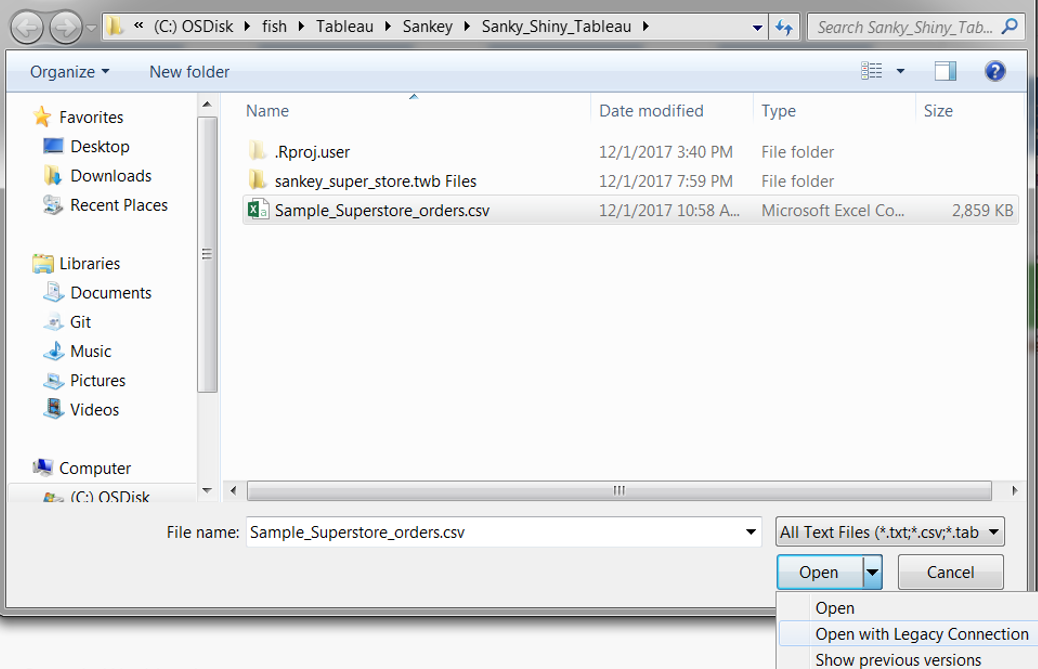 « (C:) OSDisk ▸ fish ▸ Tableau ▸ Sankey ▸ Sanky_Shiny_Tableau ▸
Search Sanky_Shiny_Tab...
Organize ▾ New folder
Name Date modified Type Size
Favorites
Desktop
Downloads
Recent Places
Libraries
Documents
Git
Music
Pictures
Videos
Computer
(C:) OSDisk
.Rproj.user 12/1/2017 3:40 PM File folder
sankey_super_store.twb Files 12/1/2017 7:59 PM File folder
Sample_Superstore_orders.csv 12/1/2017 10:58 A... Microsoft Excel Co... 2,859 KB
File name: Sample_Superstore_orders.csv All Text Files (*.txt;*.csv;*.tab
Open Cancel
Open
Open with Legacy Connection
Show previous versions